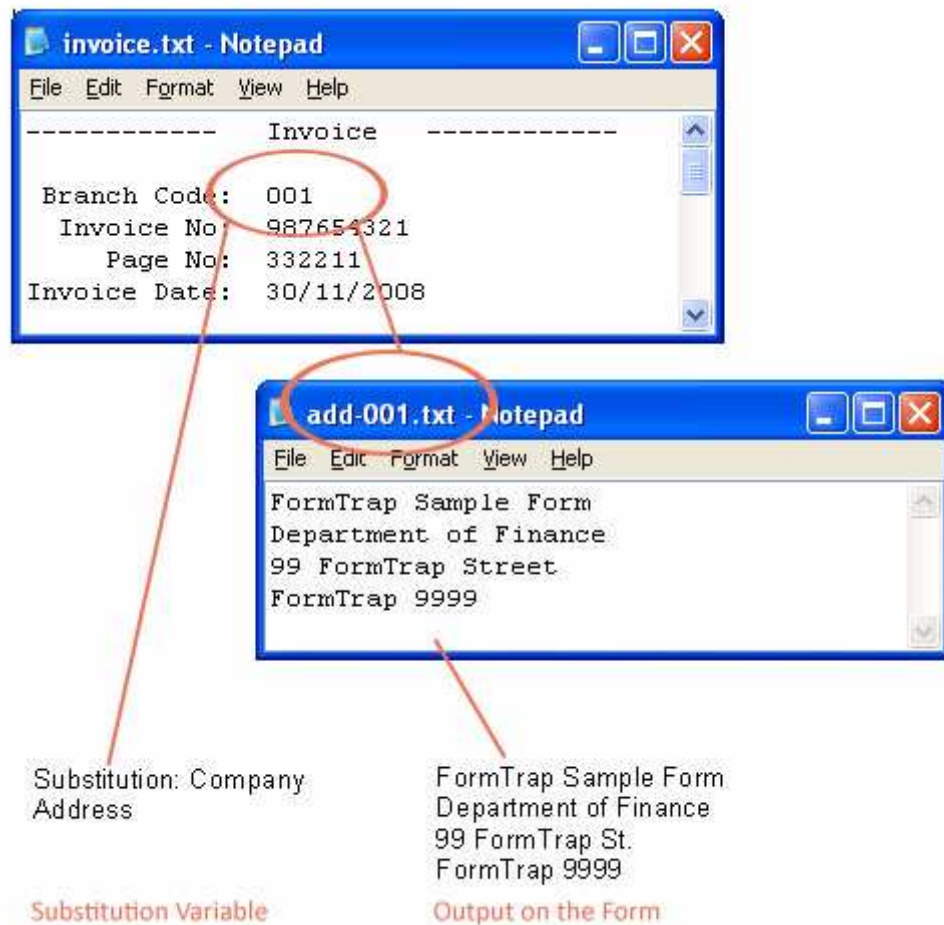 invoice.txt - Notepad
File Edit Format View Help
------------ Invoice ------------
Branch Code: 001
Invoice No: 987654321
Page No: 332211
Invoice Date: 30/11/2008
add-001.txt - Notepad
File Edit Format View Help
FormTrap Sample Form
Department of Finance
99 FormTrap Street
FormTrap 9999
Substitution: Company
Address
FormTrap Sample Form
Department of Finance
99 FormTrap St.
FormTrap 9999
Substitution Variable
Output on the Form